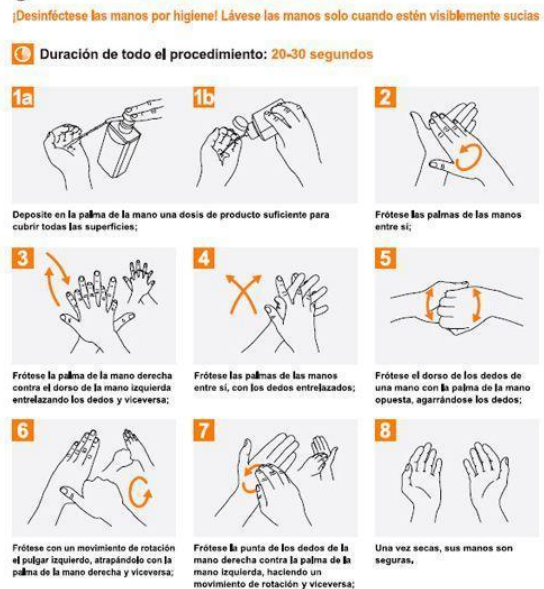 ¡Desinféctese las manos por higiene! Lávese las manos solo cuando estén visiblemente sucias
Duración de todo el procedimiento: 20-30 segundos
1a
1b
Deposite en la palma de la mano una dosis de producto suficiente para
cubrir todas las superficies;
2
Frótese las palmas de las manos
entre sí;
3
Frótese la palma de la mano derecha
contra el dorso de la mano izquierda
entrelazando los dedos y viceversa;
4
Frótese las palmas de las manos
entre sí, con los dedos entrelazados;
5
Frótese el dorso de los dedos de
una mano con la palma de la mano
opuesta, agarrándose los dedos;
6
Frótese con un movimiento de rotación
el pulgar izquierdo, atrapándolo con la
palma de la mano derecha y viceversa;
7
Frótese la punta de los dedos de la
mano derecha contra la palma de la
mano izquierda, haciendo un
movimiento de rotación y viceversa;
8
Una vez secas, sus manos son
seguras.